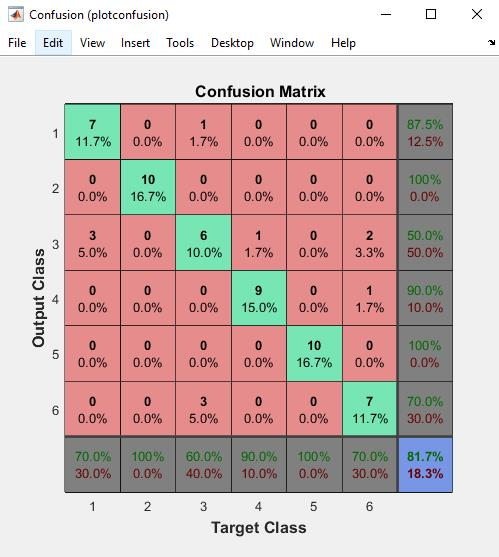 Confusion (plotconfusion)
File Edit View Insert Tools Desktop Window Help
Confusion Matrix
1 7 0 1 0 0 0 87.5%
11.7% 0.0% 1.7% 0.0% 0.0% 0.0% 12.5%
2 0 10 0 0 0 0 100%
0.0% 16.7% 0.0% 0.0% 0.0% 0.0% 0.0%
3 3 0 6 1 0 2 50.0%
5.0% 0.0% 10.0% 1.7% 0.0% 3.3% 50.0%
4 0 0 0 9 0 1 90.0%
0.0% 0.0% 0.0% 15.0% 0.0% 1.7% 10.0%
5 0 0 0 0 10 0 100%
0.0% 0.0% 0.0% 0.0% 16.7% 0.0% 0.0%
6 0 0 3 0 0 7 70.0%
0.0% 0.0% 5.0% 0.0% 0.0% 11.7% 30.0%
70.0% 100% 60.0% 90.0% 100% 70.0% 81.7%
30.0% 0.0% 40.0% 10.0% 0.0% 30.0% 18.3%
1 2 3 4 5 6
Target Class
Output Class